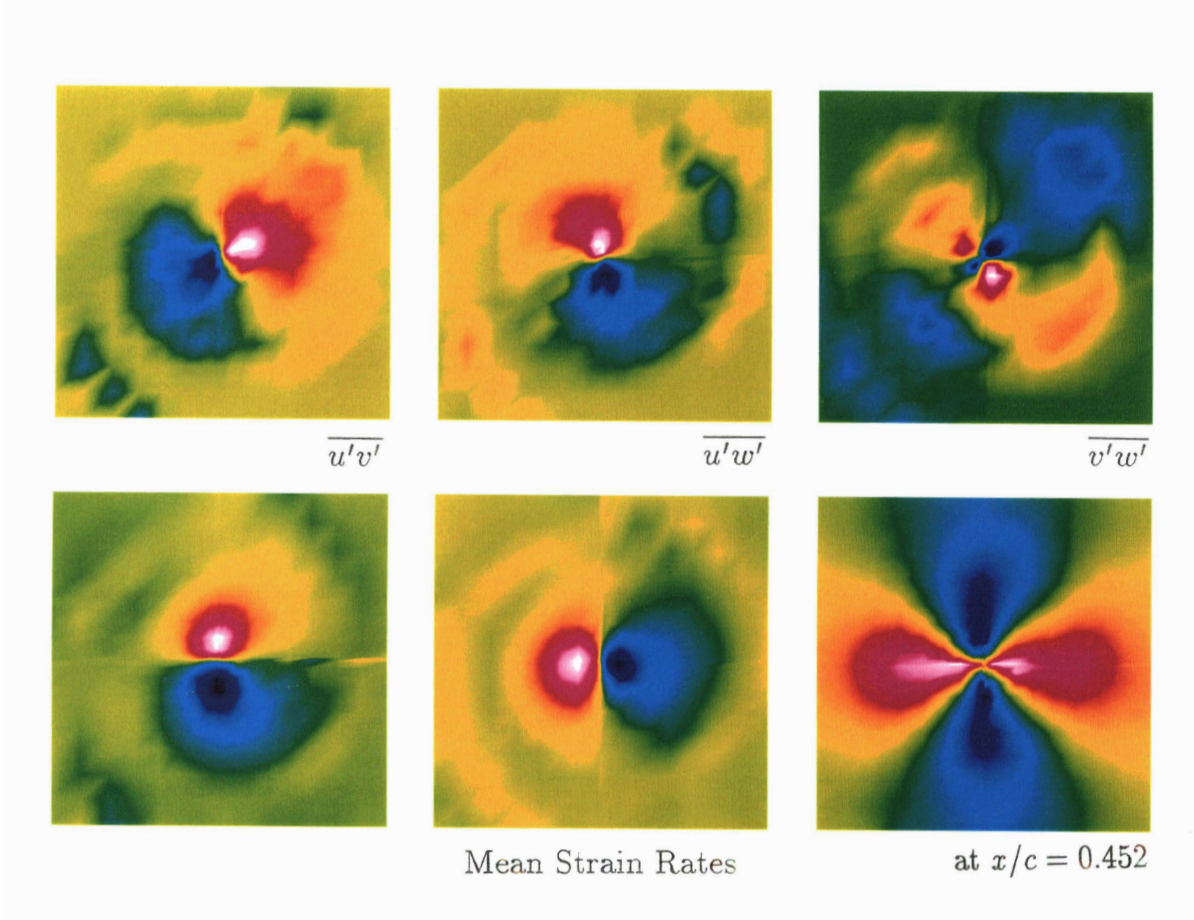 u'v'
u'w'
v'w'
Mean Strain Rates
at x/c = 0.452